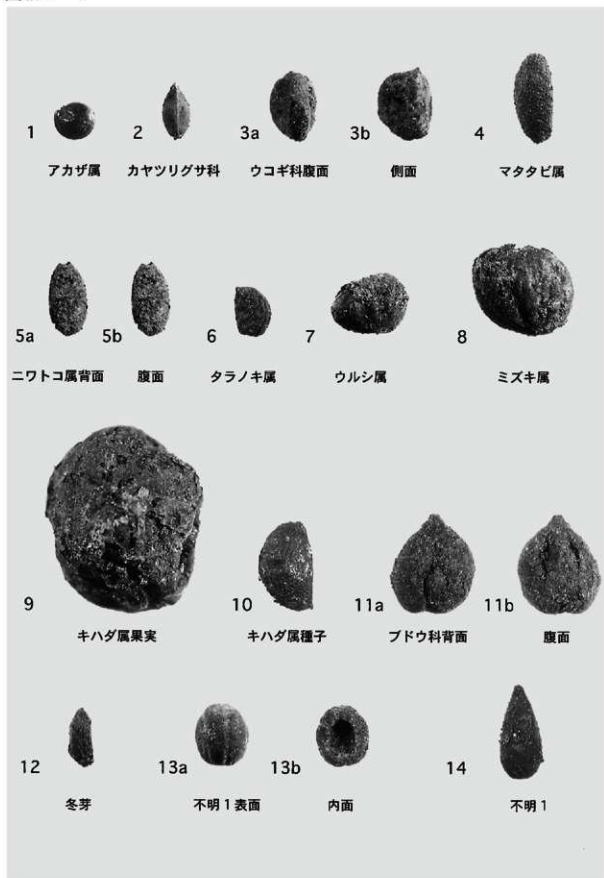 1 2 3a 3b 4
アカザ属 カヤツリグサ科 ウコギ科腹面 側面 マタタビ属
5a 5b 6 7 8
ニワトコ属背面 腹面 タラノキ属 ウルシ属 ミズキ属
9 10 11a 11b
キハダ属果実 キハダ属種子 ブドウ科背面 腹面
12 13a 13b 14
冬芽 不明1表面 内面 不明1